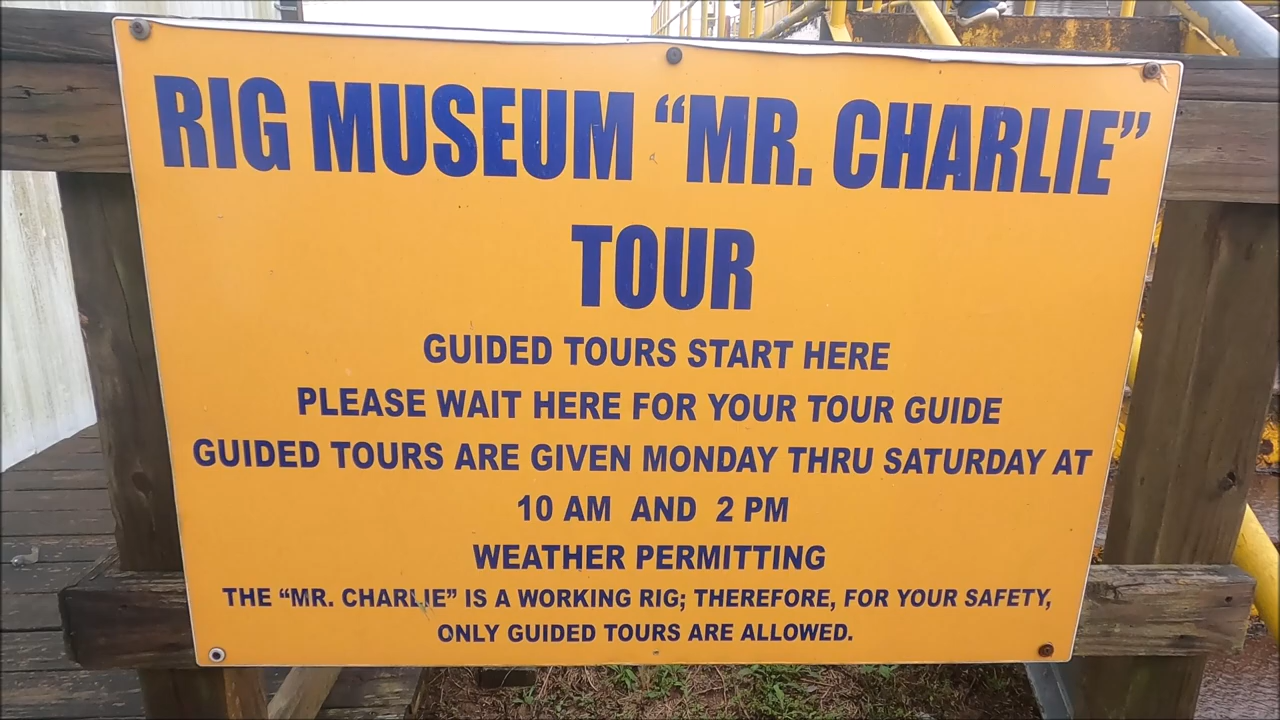 RIG MUSEUM “MR. CHARLIE”
TOUR
GUIDED TOURS START HERE
PLEASE WAIT HERE FOR YOUR TOUR GUIDE
GUIDED TOURS ARE GIVEN MONDAY THRU SATURDAY AT
10 AM AND 2 PM
WEATHER PERMITTING
THE “MR. CHARLIE” IS A WORKING RIG; THEREFORE, FOR YOUR SAFETY,
ONLY GUIDED TOURS ARE ALLOWED.